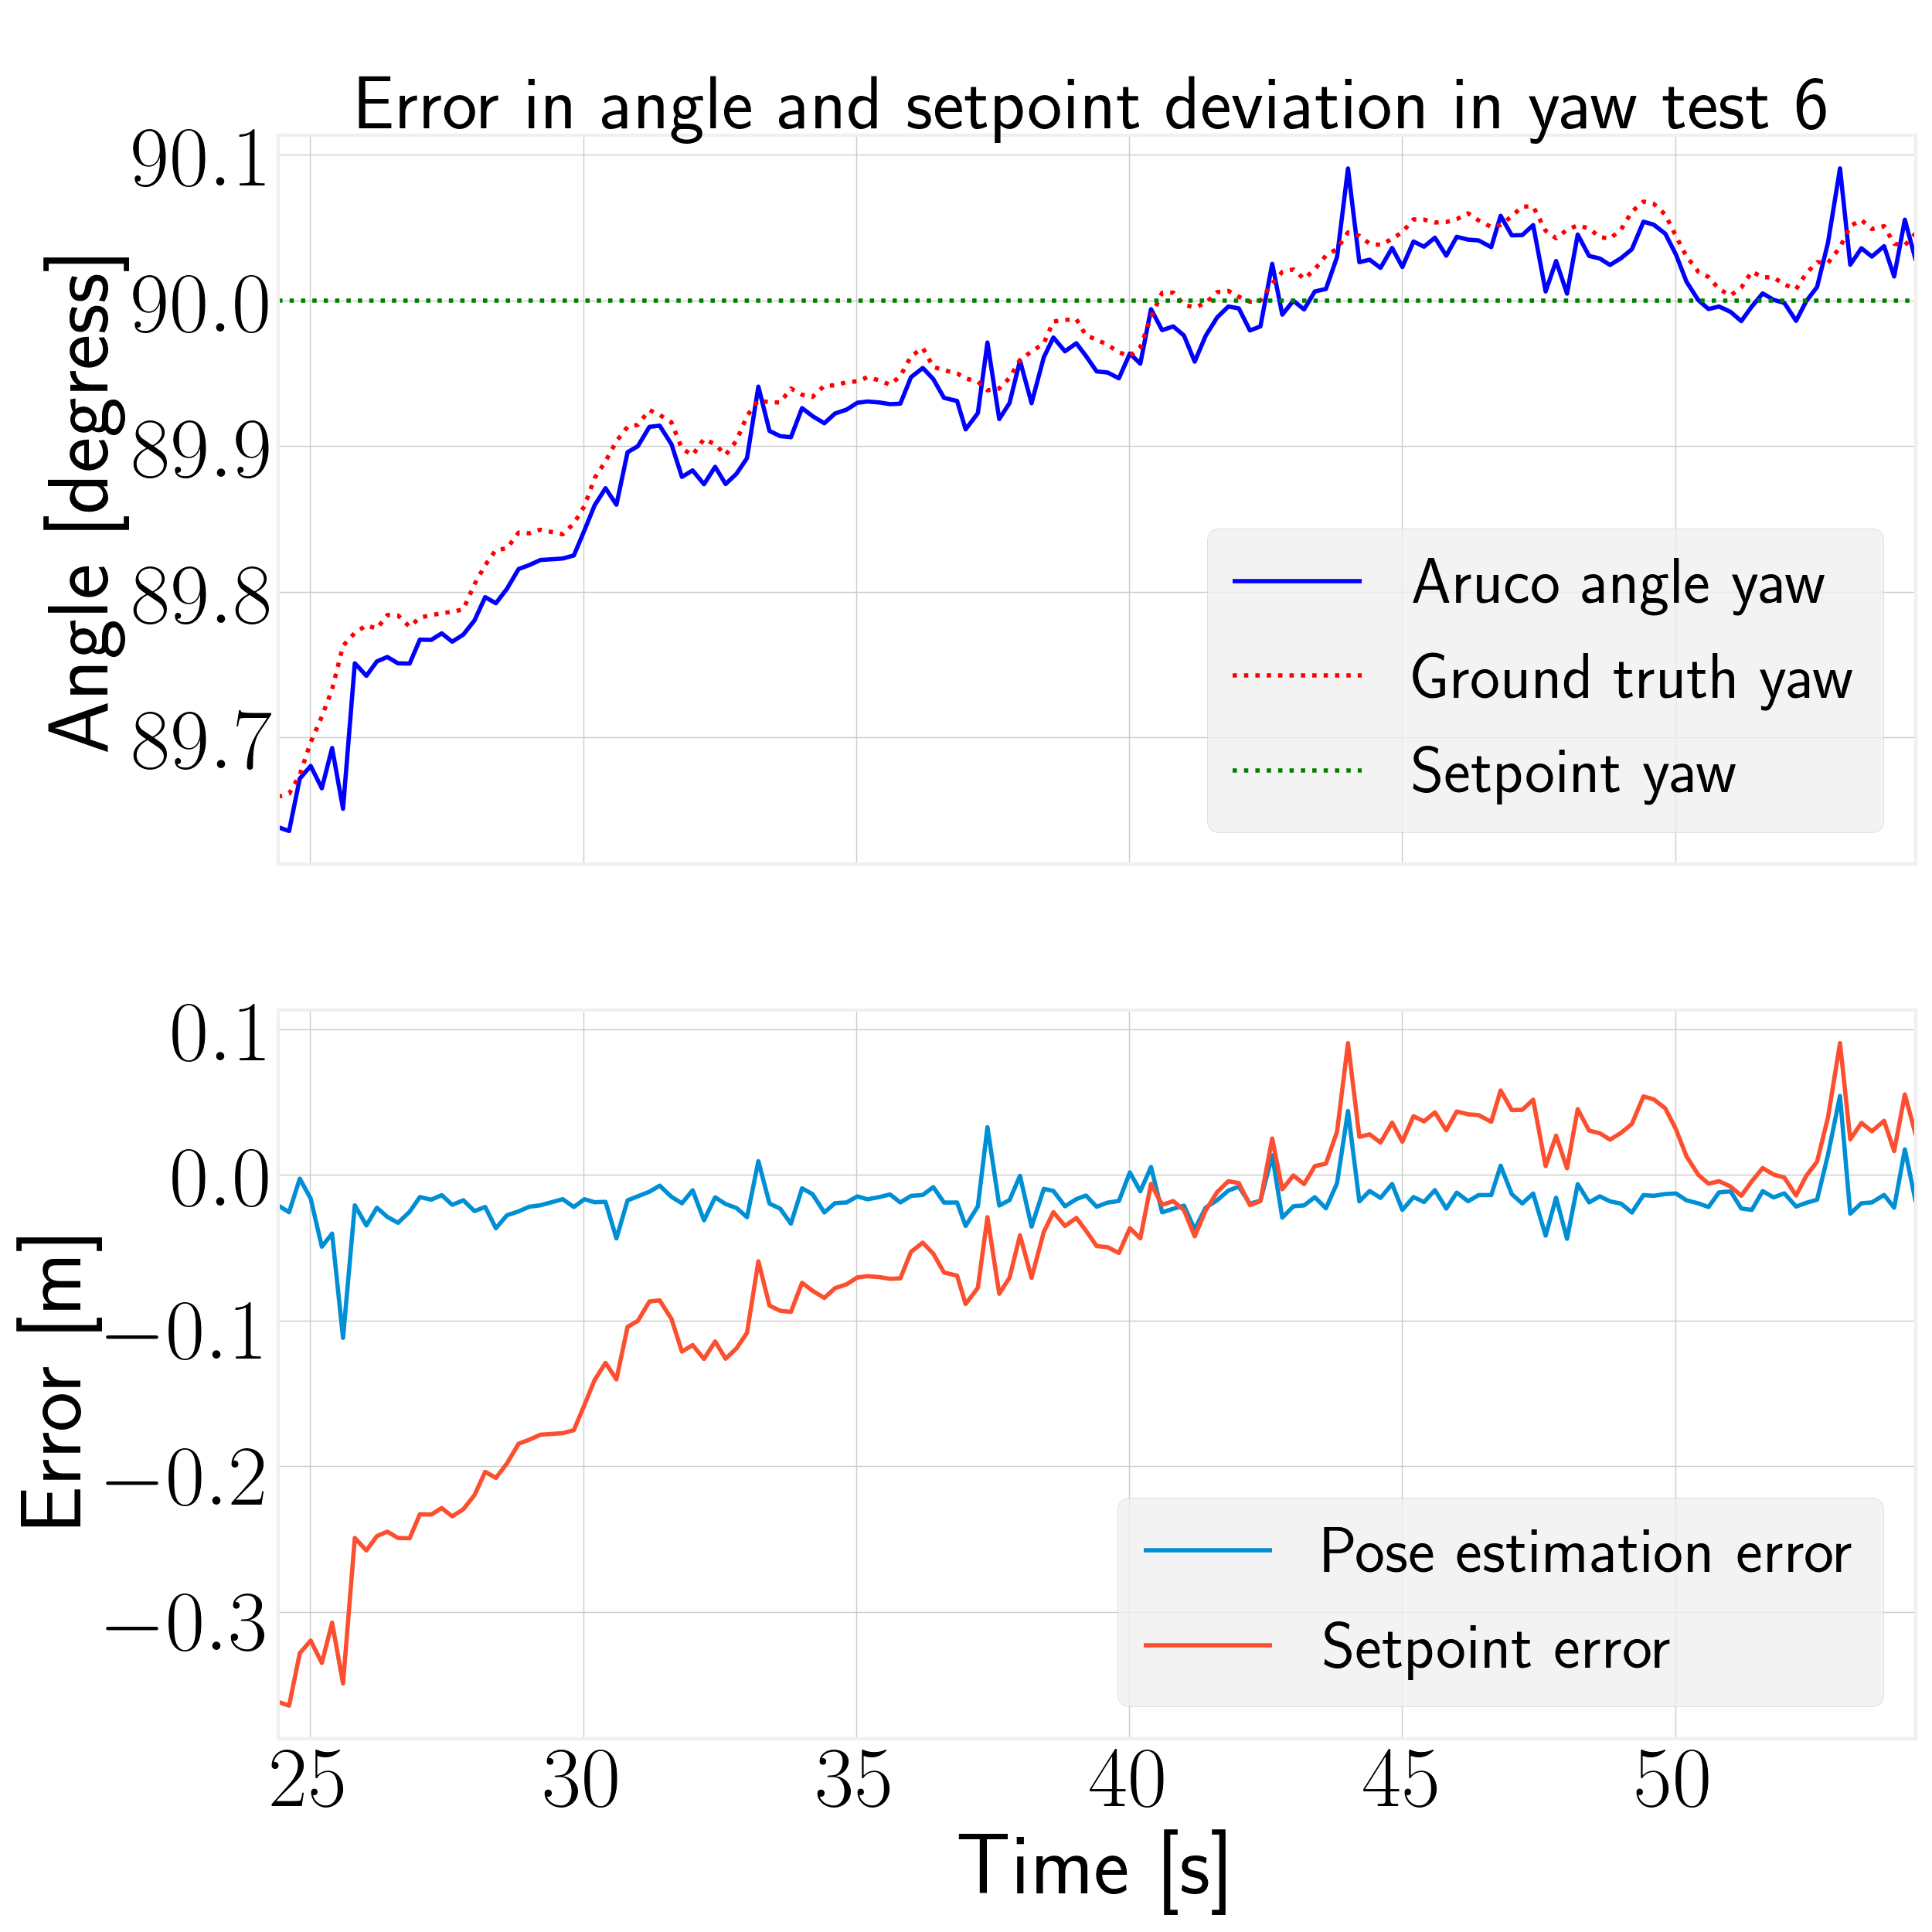 Error in angle and setpoint deviation in yaw test 6
Angle [degress]
90.1
90.0
89.9
89.8
89.7
Aruco angle yaw
Ground truth yaw
Setpoint yaw
Error [m]
0.1
0.0
−0.1
−0.2
−0.3
Pose estimation error
Setpoint error
25 30 35 40 45 50
Time [s]